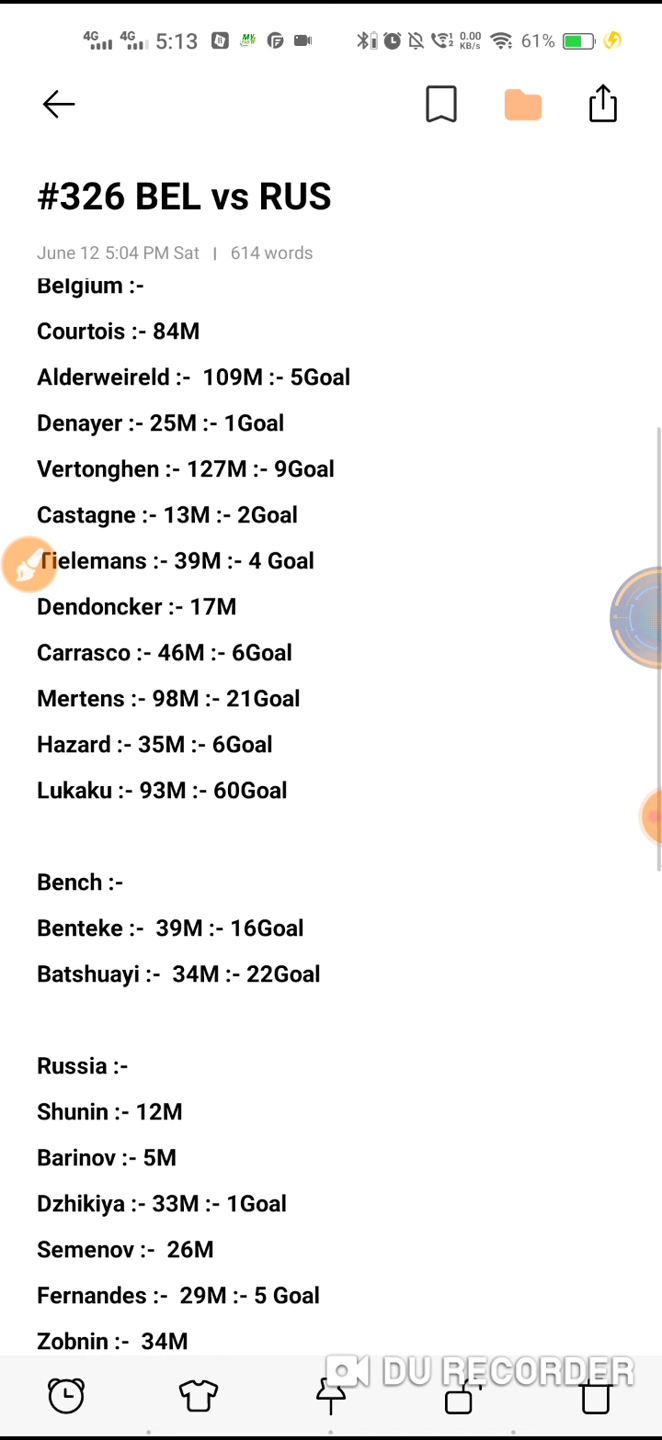 4G 4G 5:13 0.00 KB/s 61%
#326 BEL vs RUS
June 12 5:04 PM Sat | 614 words
Belgium :-
Courtois :- 84M
Alderweireld :- 109M :- 5Goal
Denayer :- 25M :- 1Goal
Vertonghen :- 127M :- 9Goal
Castagne :- 13M :- 2Goal
Tielemans :- 39M :- 4 Goal
Dendoncker :- 17M
Carrasco :- 46M :- 6Goal
Mertens :- 98M :- 21Goal
Hazard :- 35M :- 6Goal
Lukaku :- 93M :- 60Goal
Bench :-
Benteke :- 39M :- 16Goal
Batshuayi :- 34M :- 22Goal
Russia :-
Shunin :- 12M
Barinov :- 5M
Dzhikiya :- 33M :- 1Goal
Semenov :- 26M
Fernandes :- 29M :- 5 Goal
Zobnin :- 34M
DU RECORDER